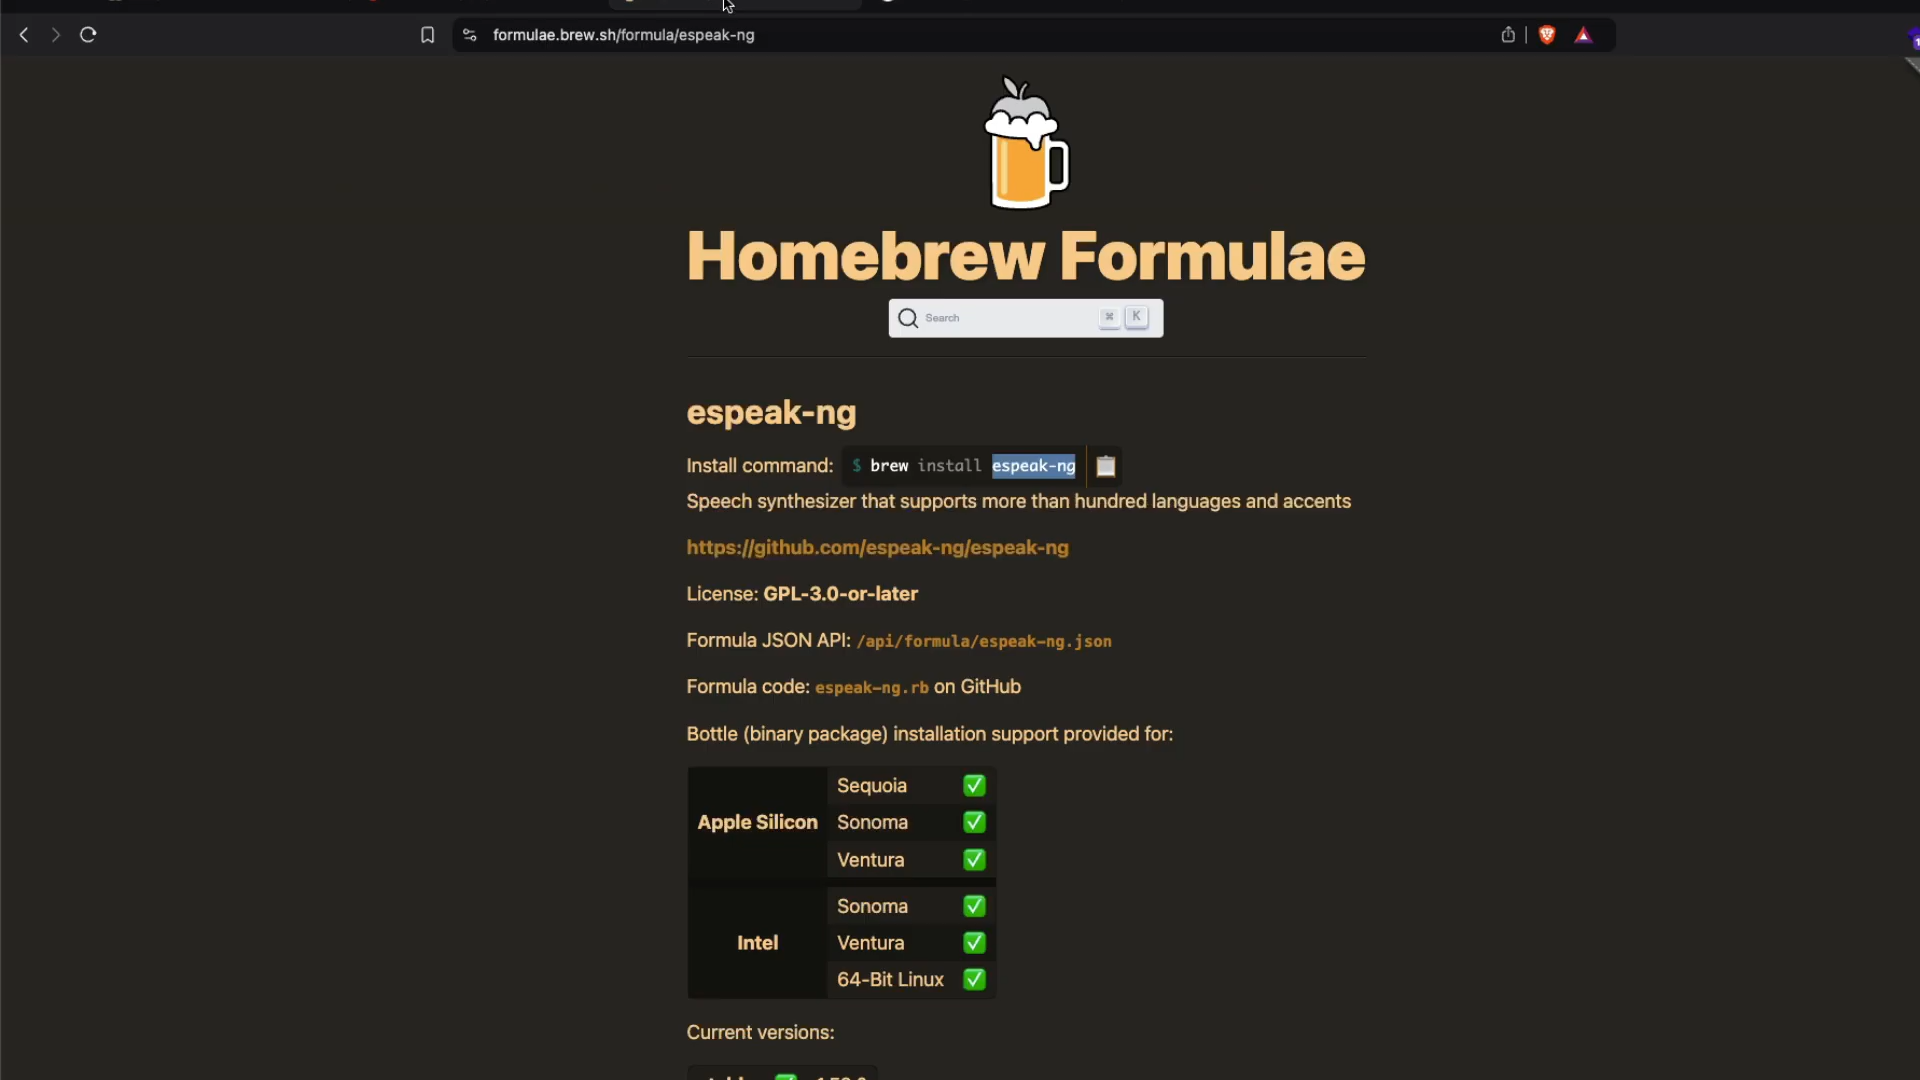 formulae.brew.sh/formula/espeak-ng
Homebrew Formulae
Search ⌘ K
espeak-ng
Install command: $ brew install espeak-ng
Speech synthesizer that supports more than hundred languages and accents
https://github.com/espeak-ng/espeak-ng
License: GPL-3.0-or-later
Formula JSON API: /api/formula/espeak-ng.json
Formula code: espeak-ng.rb on GitHub
Bottle (binary package) installation support provided for:
Apple Silicon
Sequoia ✅
Sonoma ✅
Ventura ✅
Intel
Sonoma ✅
Ventura ✅
64-Bit Linux ✅
Current versions: